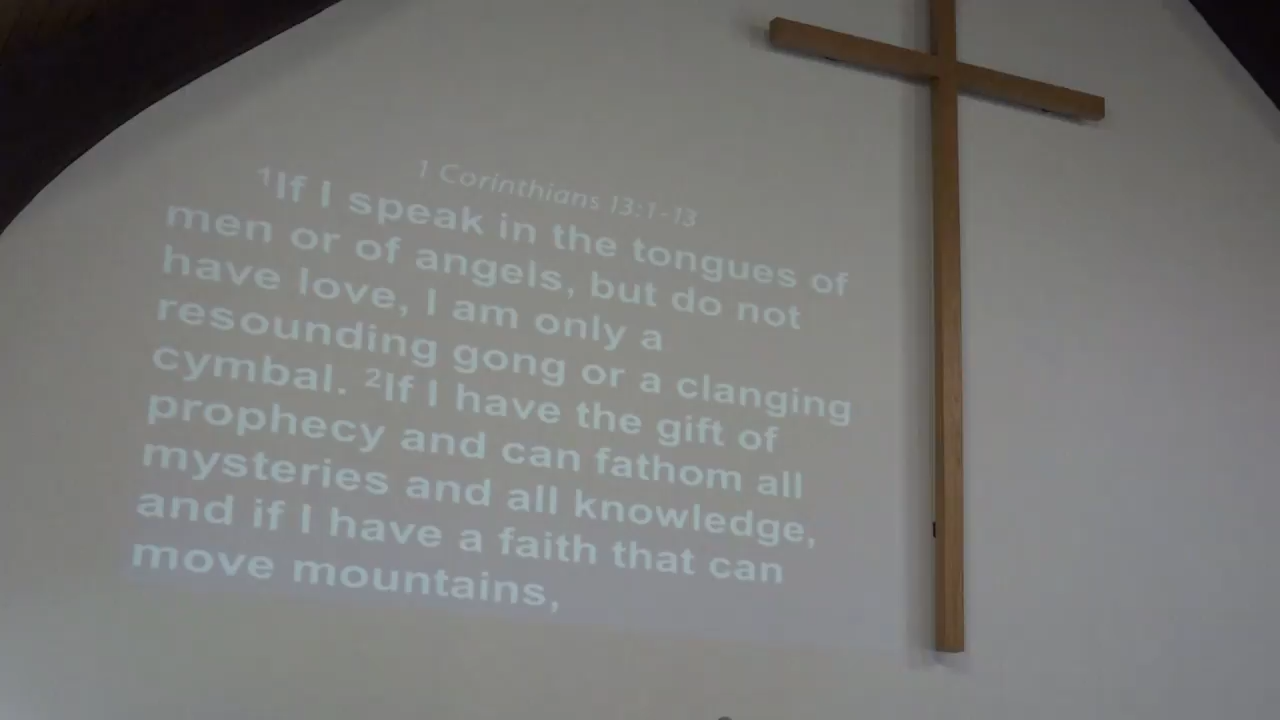 1 Corinthians 13:1-13
¹If I speak in the tongues of
men or of angels, but do not
have love, I am only a
resounding gong or a clanging
cymbal. ²If I have the gift of
prophecy and can fathom all
mysteries and all knowledge,
and if I have a faith that can
move mountains,